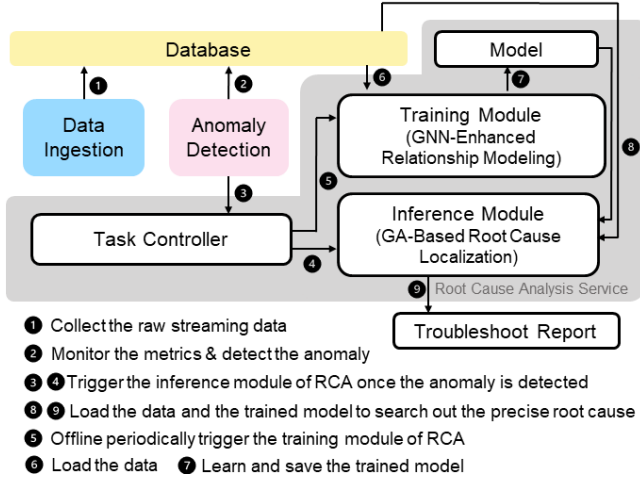 Database
Model
1
2
6
7
Data
Ingestion
Anomaly
Detection
Training Module
(GNN-Enhanced
Relationship Modeling)
8
3
5
Task Controller
4
Inference Module
(GA-Based Root Cause
Localization)
9
Root Cause Analysis Service
Troubleshoot Report
1 Collect the raw streaming data
2 Monitor the metrics & detect the anomaly
3 4 Trigger the inference module of RCA once the anomaly is detected
8 9 Load the data and the trained model to search out the precise root cause
5 Offline periodically trigger the training module of RCA
6 Load the data 7 Learn and save the trained model